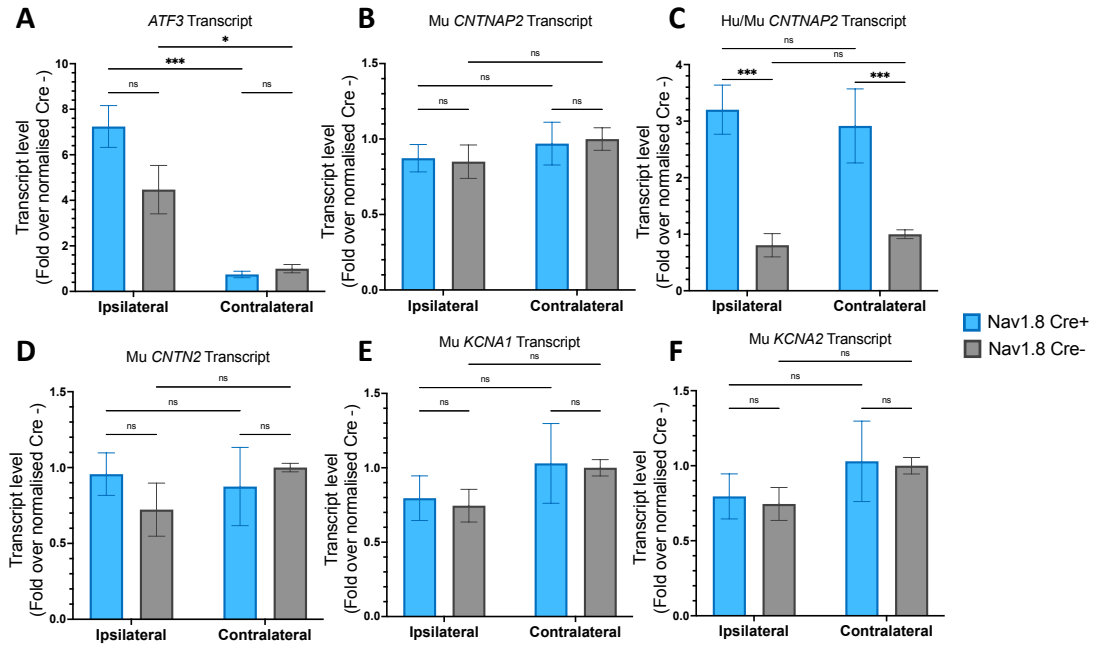 A
ATF3 Transcript
*
***
ns
ns
10
8
6
4
2
0
Transcript level
(Fold over normalised Cre -)
Ipsilateral
Contralateral
B
Mu CNTNAP2 Transcript
ns
ns
ns
ns
1.5
1.0
0.5
0.0
Transcript level
(Fold over normalised Cre -)
Ipsilateral
Contralateral
C
Hu/Mu CNTNAP2 Transcript
ns
ns
***
***
4
3
2
1
0
Transcript level
(Fold over normalised Cre -)
Ipsilateral
Contralateral
Nav1.8 Cre+
Nav1.8 Cre-
D
Mu CNTN2 Transcript
ns
ns
ns
ns
1.5
1.0
0.5
0.0
Transcript level
(Fold over normalised Cre -)
Ipsilateral
Contralateral
E
Mu KCNA1 Transcript
ns
ns
ns
ns
1.5
1.0
0.5
0.0
Transcript level
(Fold over normalised Cre -)
Ipsilateral
Contralateral
F
Mu KCNA2 Transcript
ns
ns
ns
ns
1.5
1.0
0.5
0.0
Transcript level
(Fold over normalised Cre -)
Ipsilateral
Contralateral